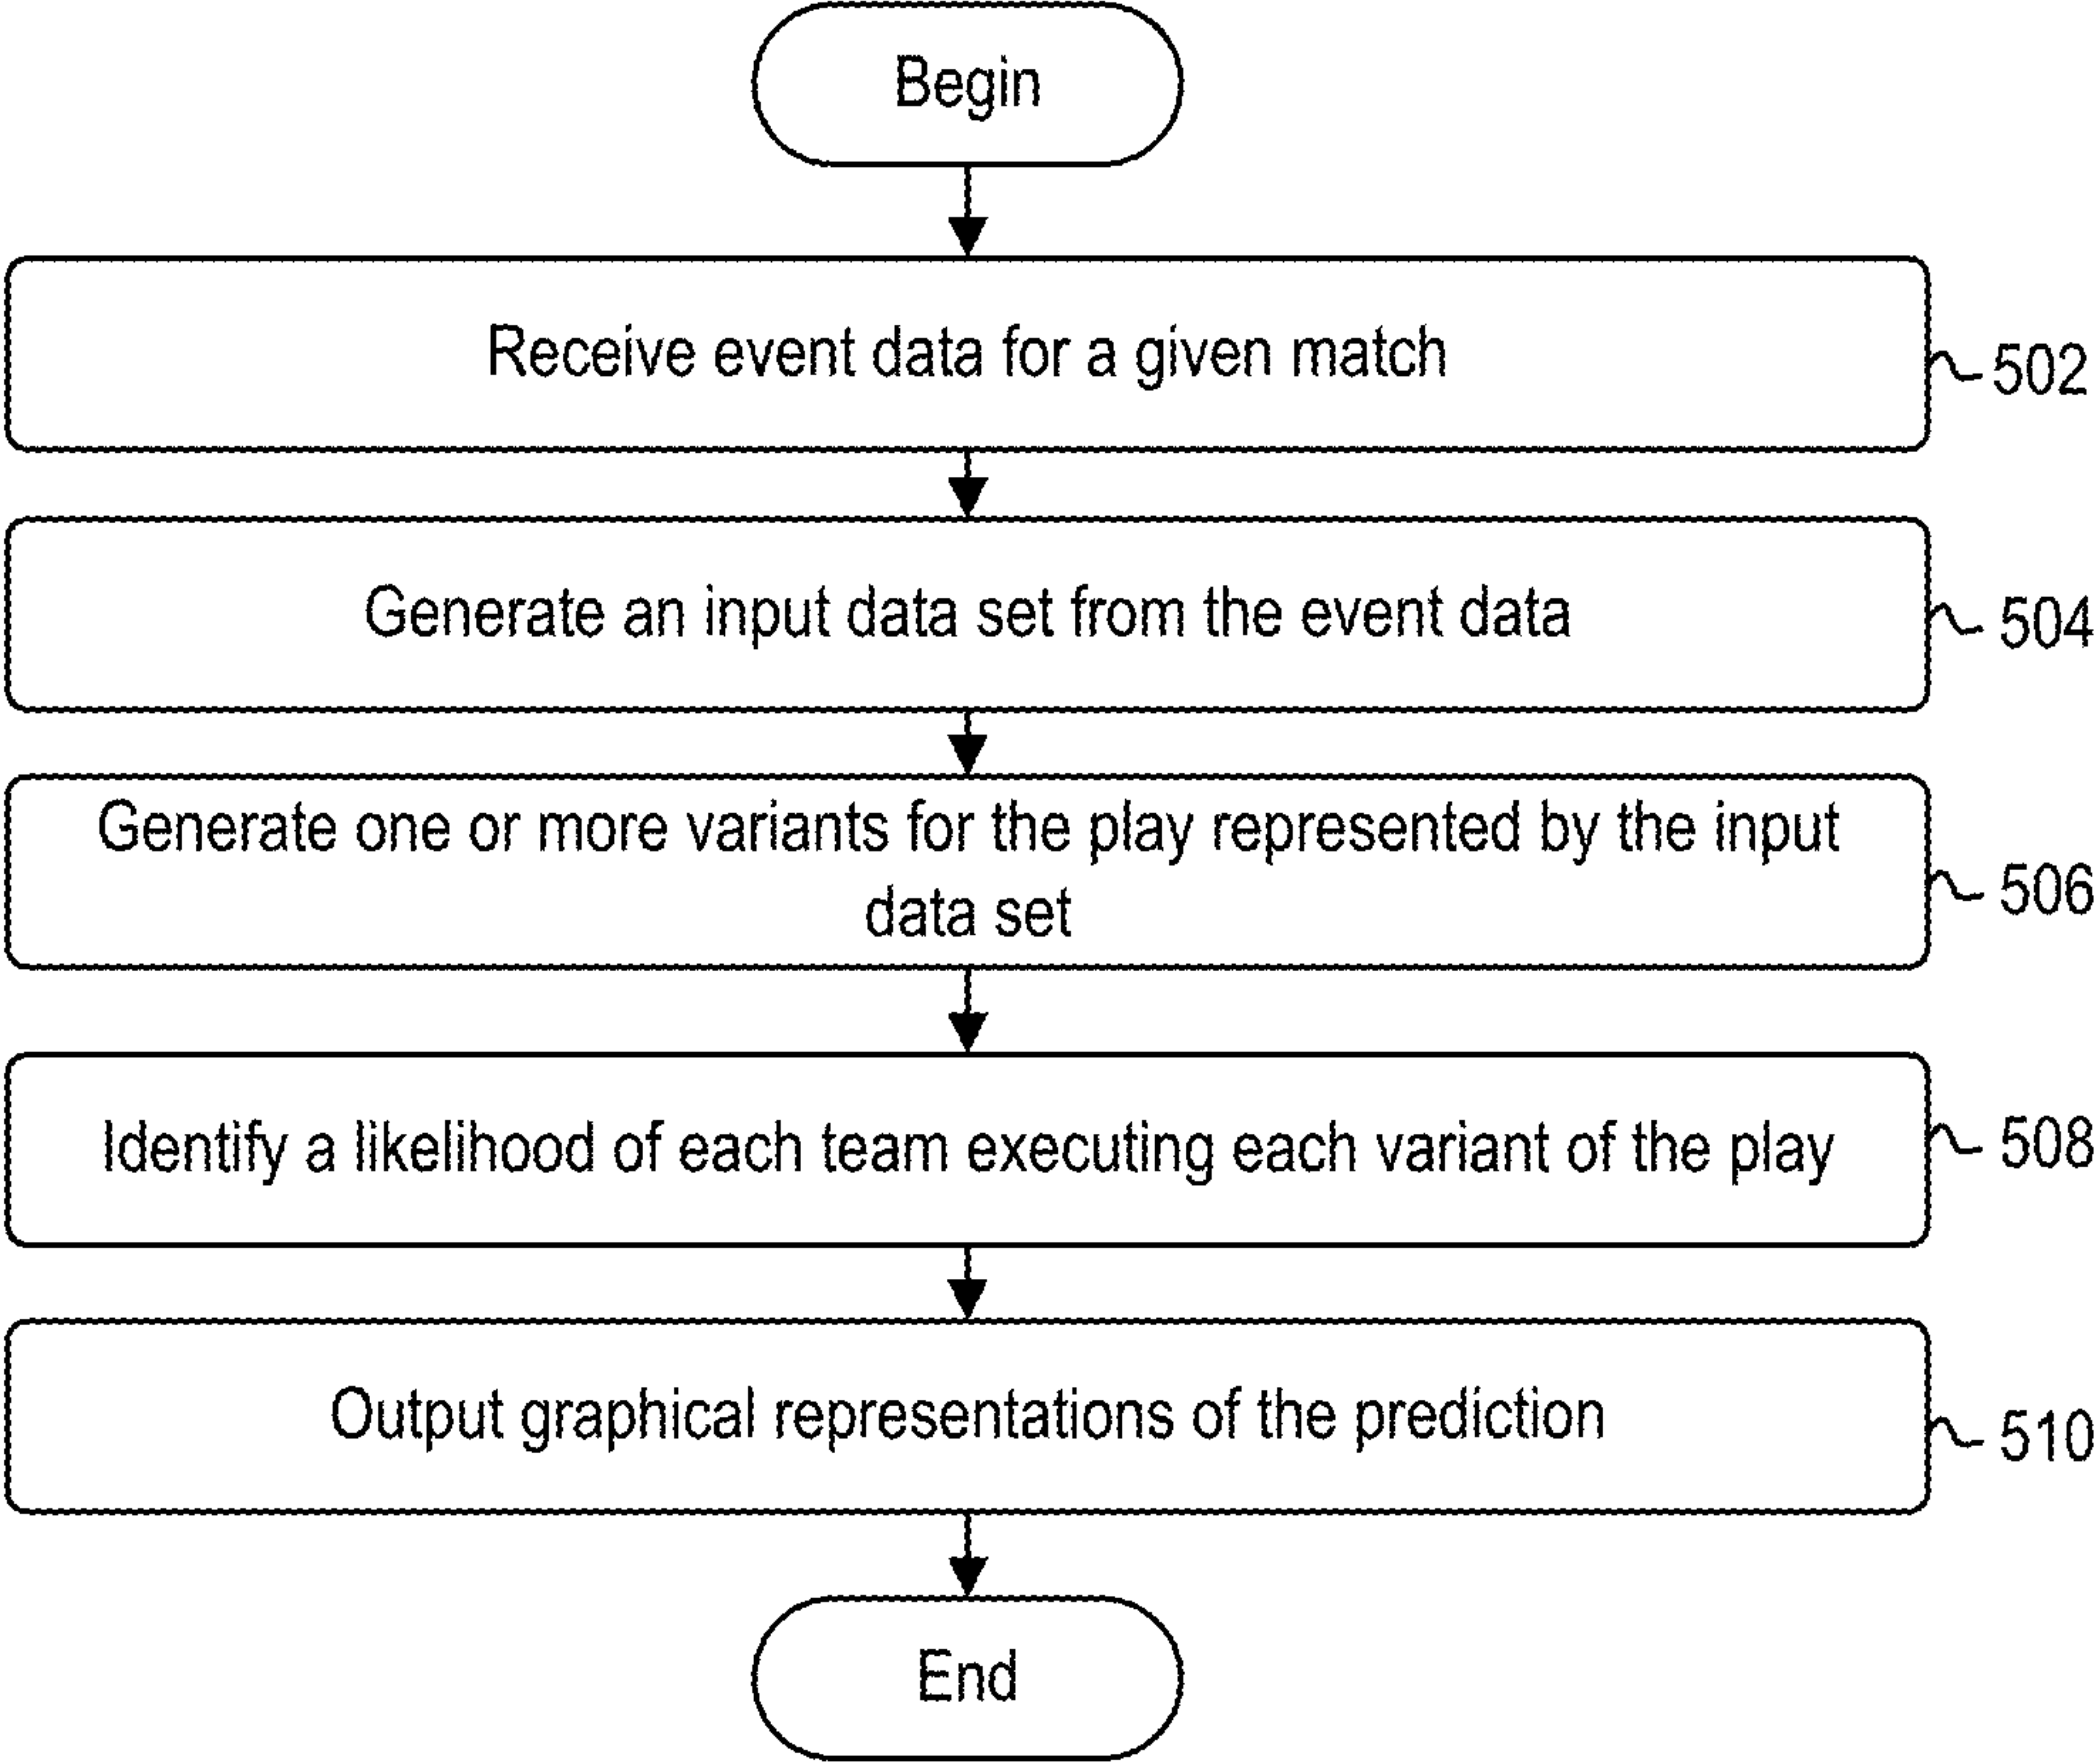 Begin
Receive event data for a given match
502
Generate an input data set from the event data
504
Generate one or more variants for the play represented by the input
data set
506
Identify a likelihood of each team executing each variant of the play
508
Output graphical representations of the prediction
510
End